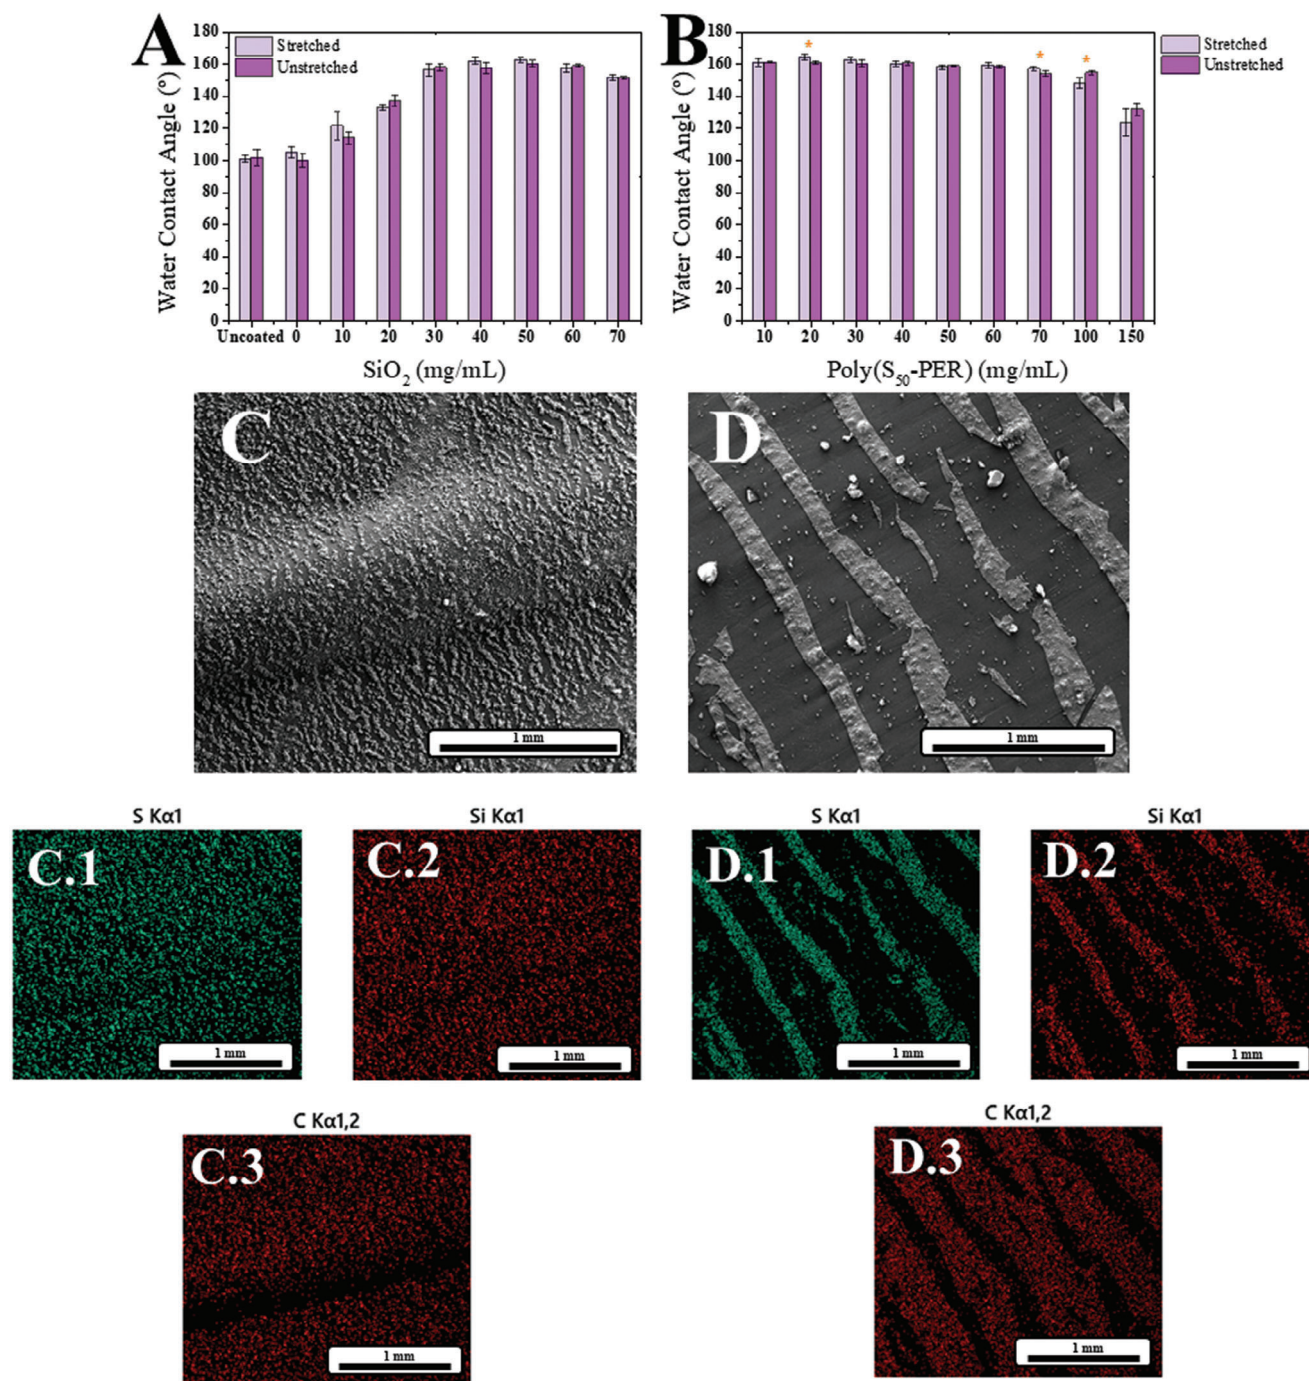 A
Stretched
Unstretched
Water Contact Angle (°)
180
160
140
120
100
80
60
40
20
0
Uncoated 0 10 20 30 40 50 60 70
SiO₂ (mg/mL)
B
Stretched
Unstretched
Water Contact Angle (°)
180
160
140
120
100
80
60
40
20
0
* * *
10 20 30 40 50 60 70 100 150
Poly(S₅₀-PER) (mg/mL)
C
1 mm
D
1 mm
S Kα1
C.1
1 mm
Si Kα1
C.2
1 mm
S Kα1
D.1
1 mm
Si Kα1
D.2
1 mm
C Kα1,2
C.3
1 mm
C Kα1,2
D.3
1 mm